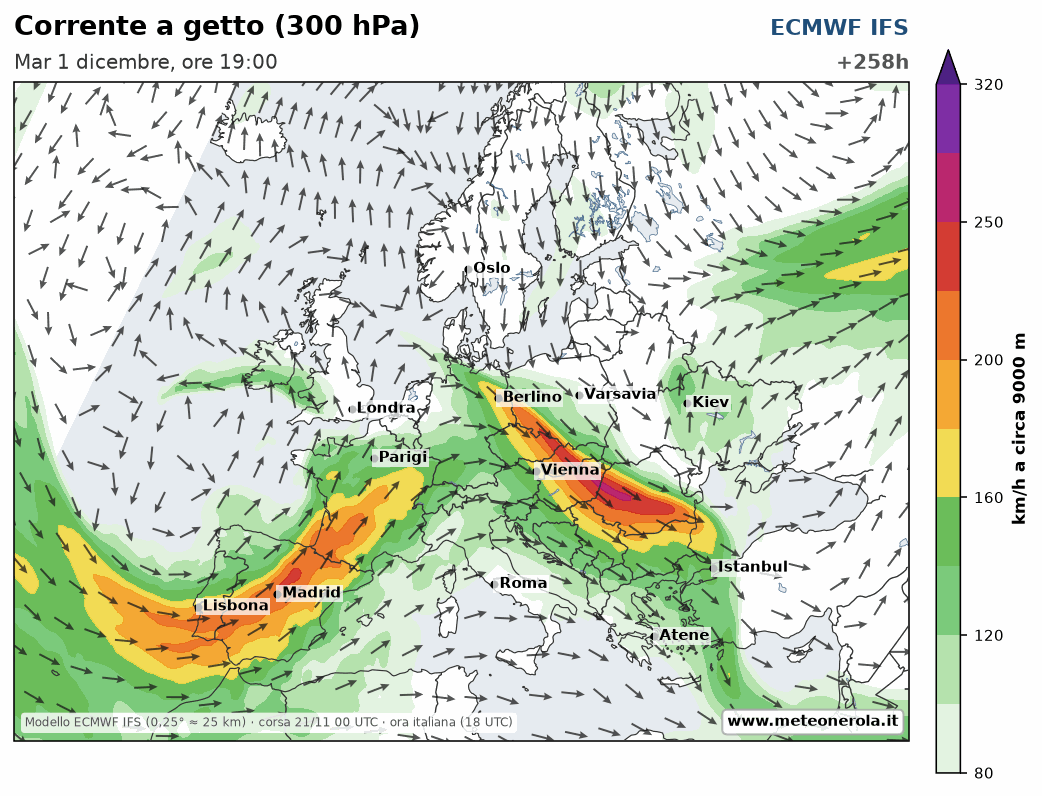 Corrente a getto (300 hPa)
ECMWF IFS
Mar 1 dicembre, ore 19:00
+258h
320
250
200
160
120
80
km/h a circa 9000 m
Oslo
Berlino
Varsavia
Kiev
Londra
Parigi
Vienna
Istanbul
Roma
Madrid
Lisbona
Atene
Modello ECMWF IFS (0,25° ≈ 25 km) · corsa 21/11 00 UTC · ora italiana (18 UTC)
www.meteonerola.it